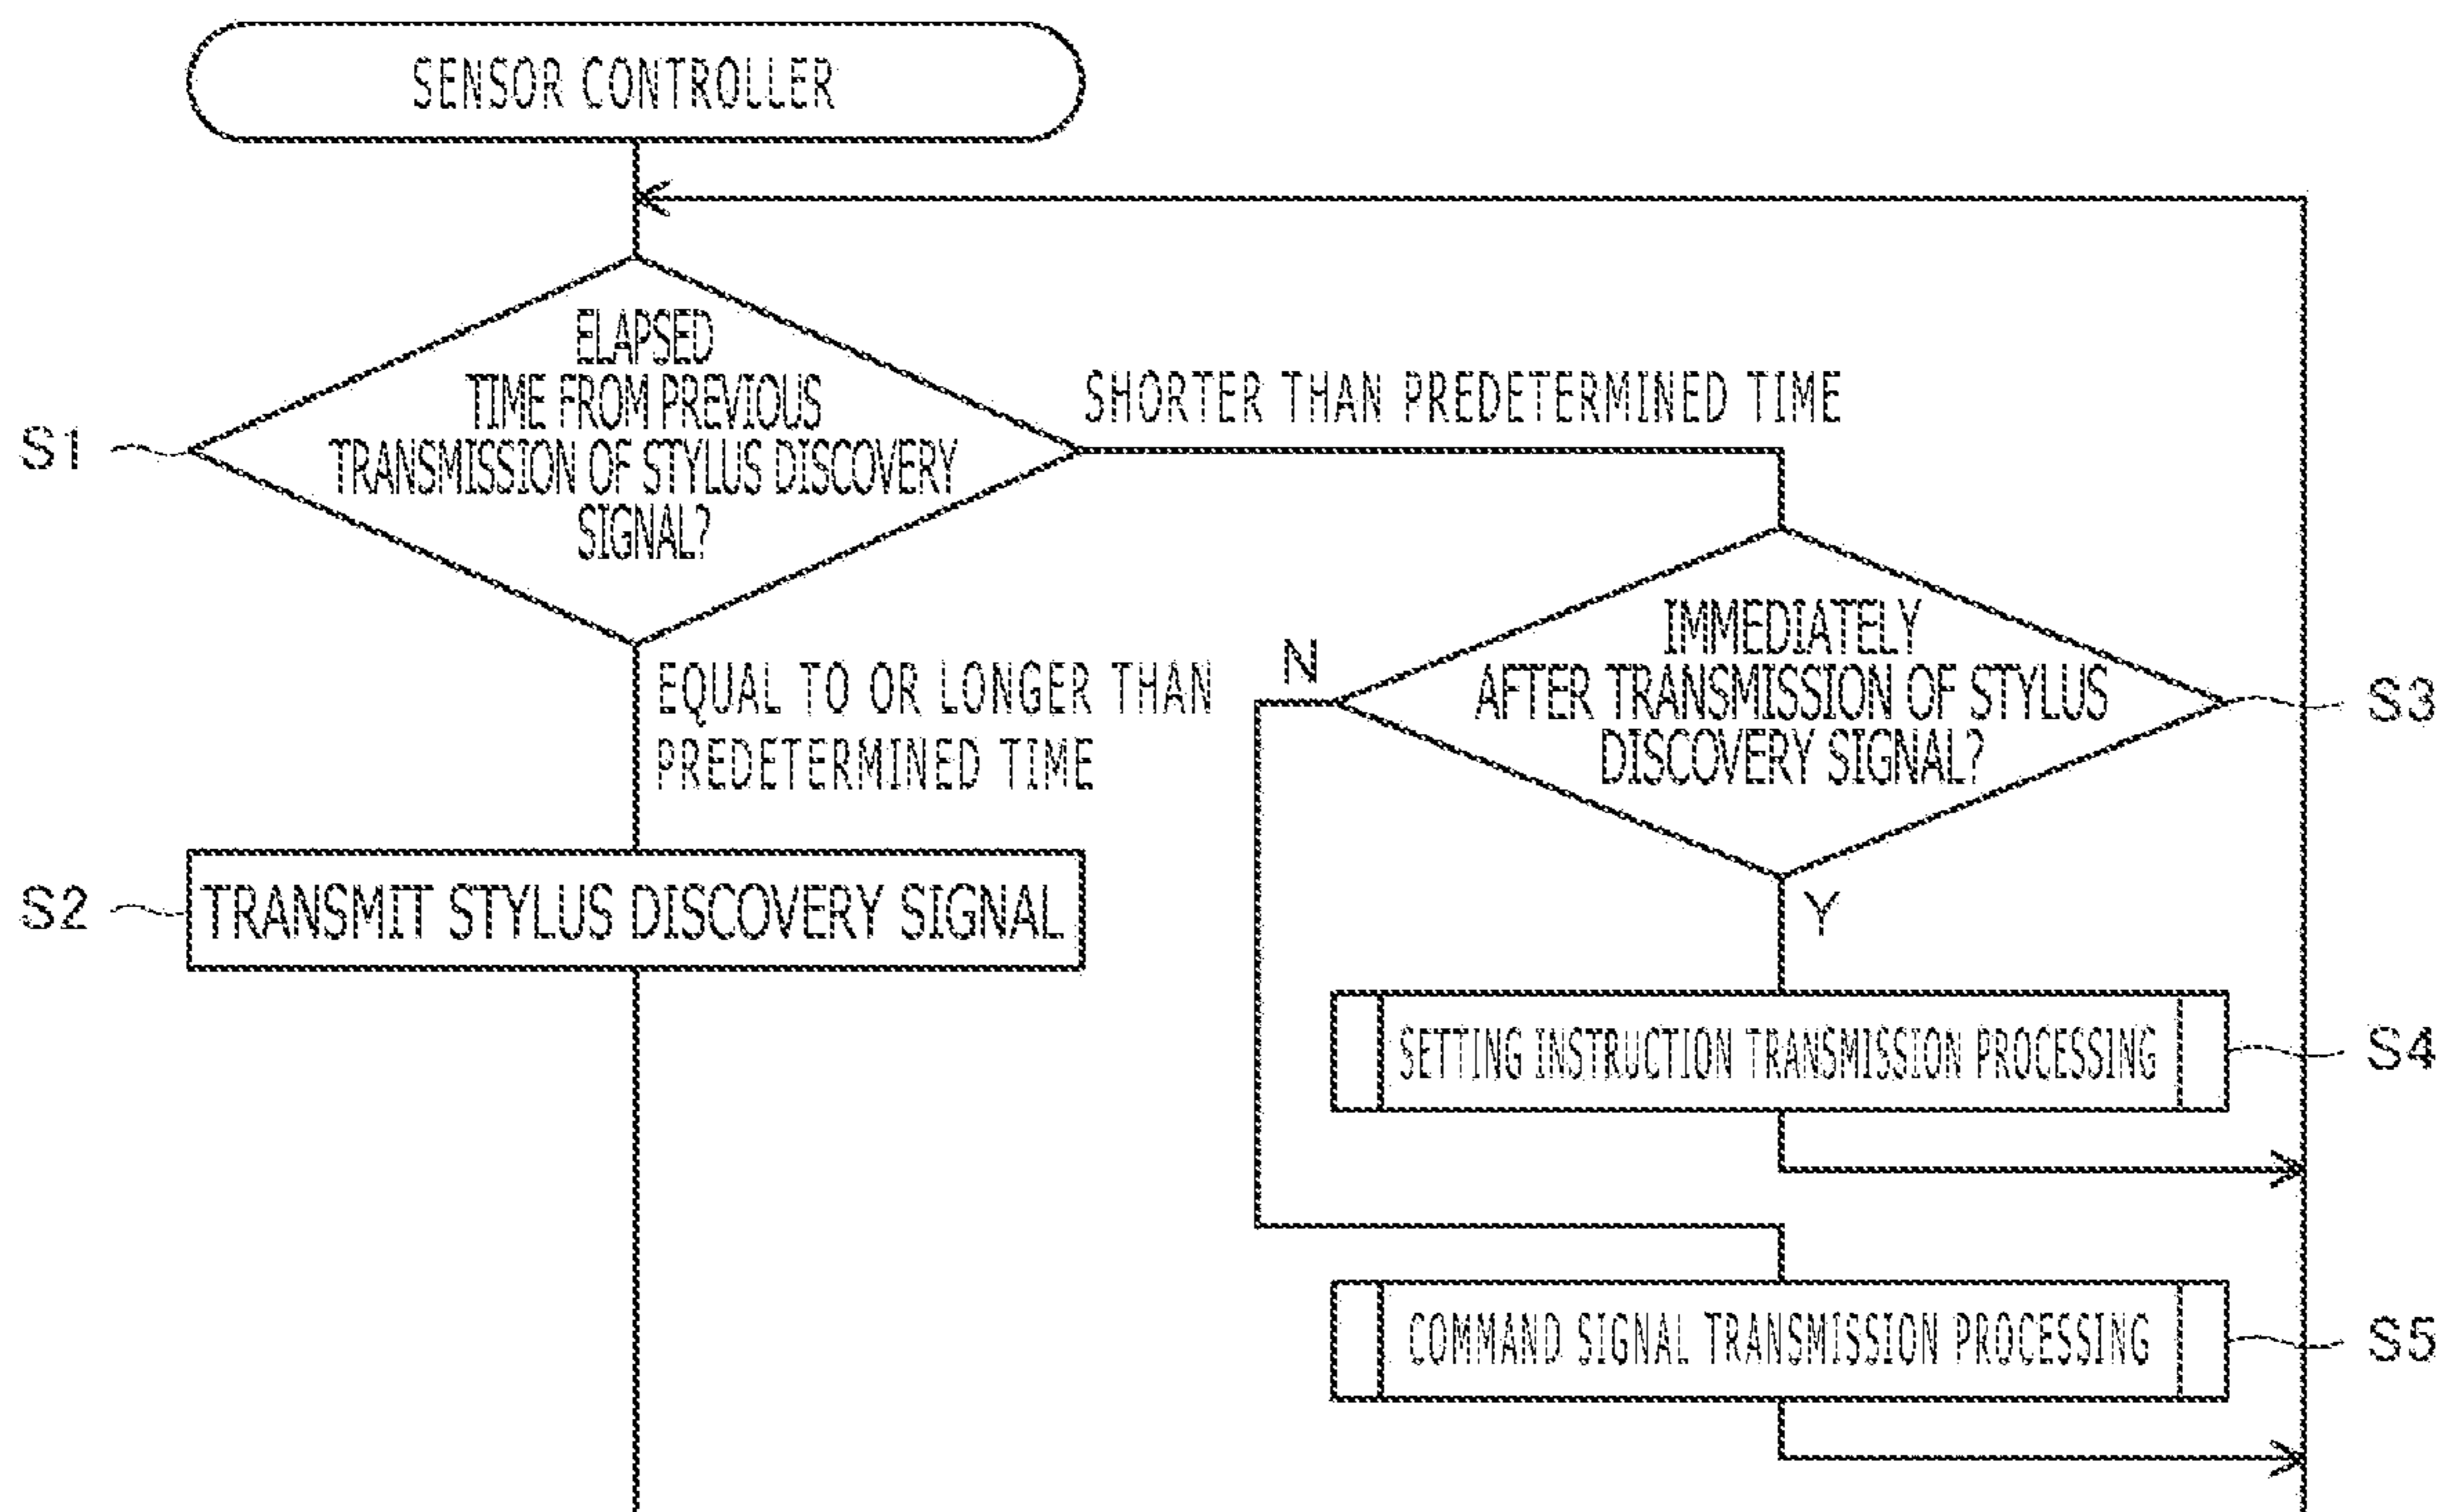 SENSOR CONTROLLER
ELAPSED
TIME FROM PREVIOUS
TRANSMISSION OF STYLUS DISCOVERY
SIGNAL?
S1
SHORTER THAN PREDETERMINED TIME
EQUAL TO OR LONGER THAN
PREDETERMINED TIME
S2
TRANSMIT STYLUS DISCOVERY SIGNAL
IMMEDIATELY
AFTER TRANSMISSION OF STYLUS
DISCOVERY SIGNAL?
N
S3
Y
SETTING INSTRUCTION TRANSMISSION PROCESSING
S4
COMMAND SIGNAL TRANSMISSION PROCESSING
S5